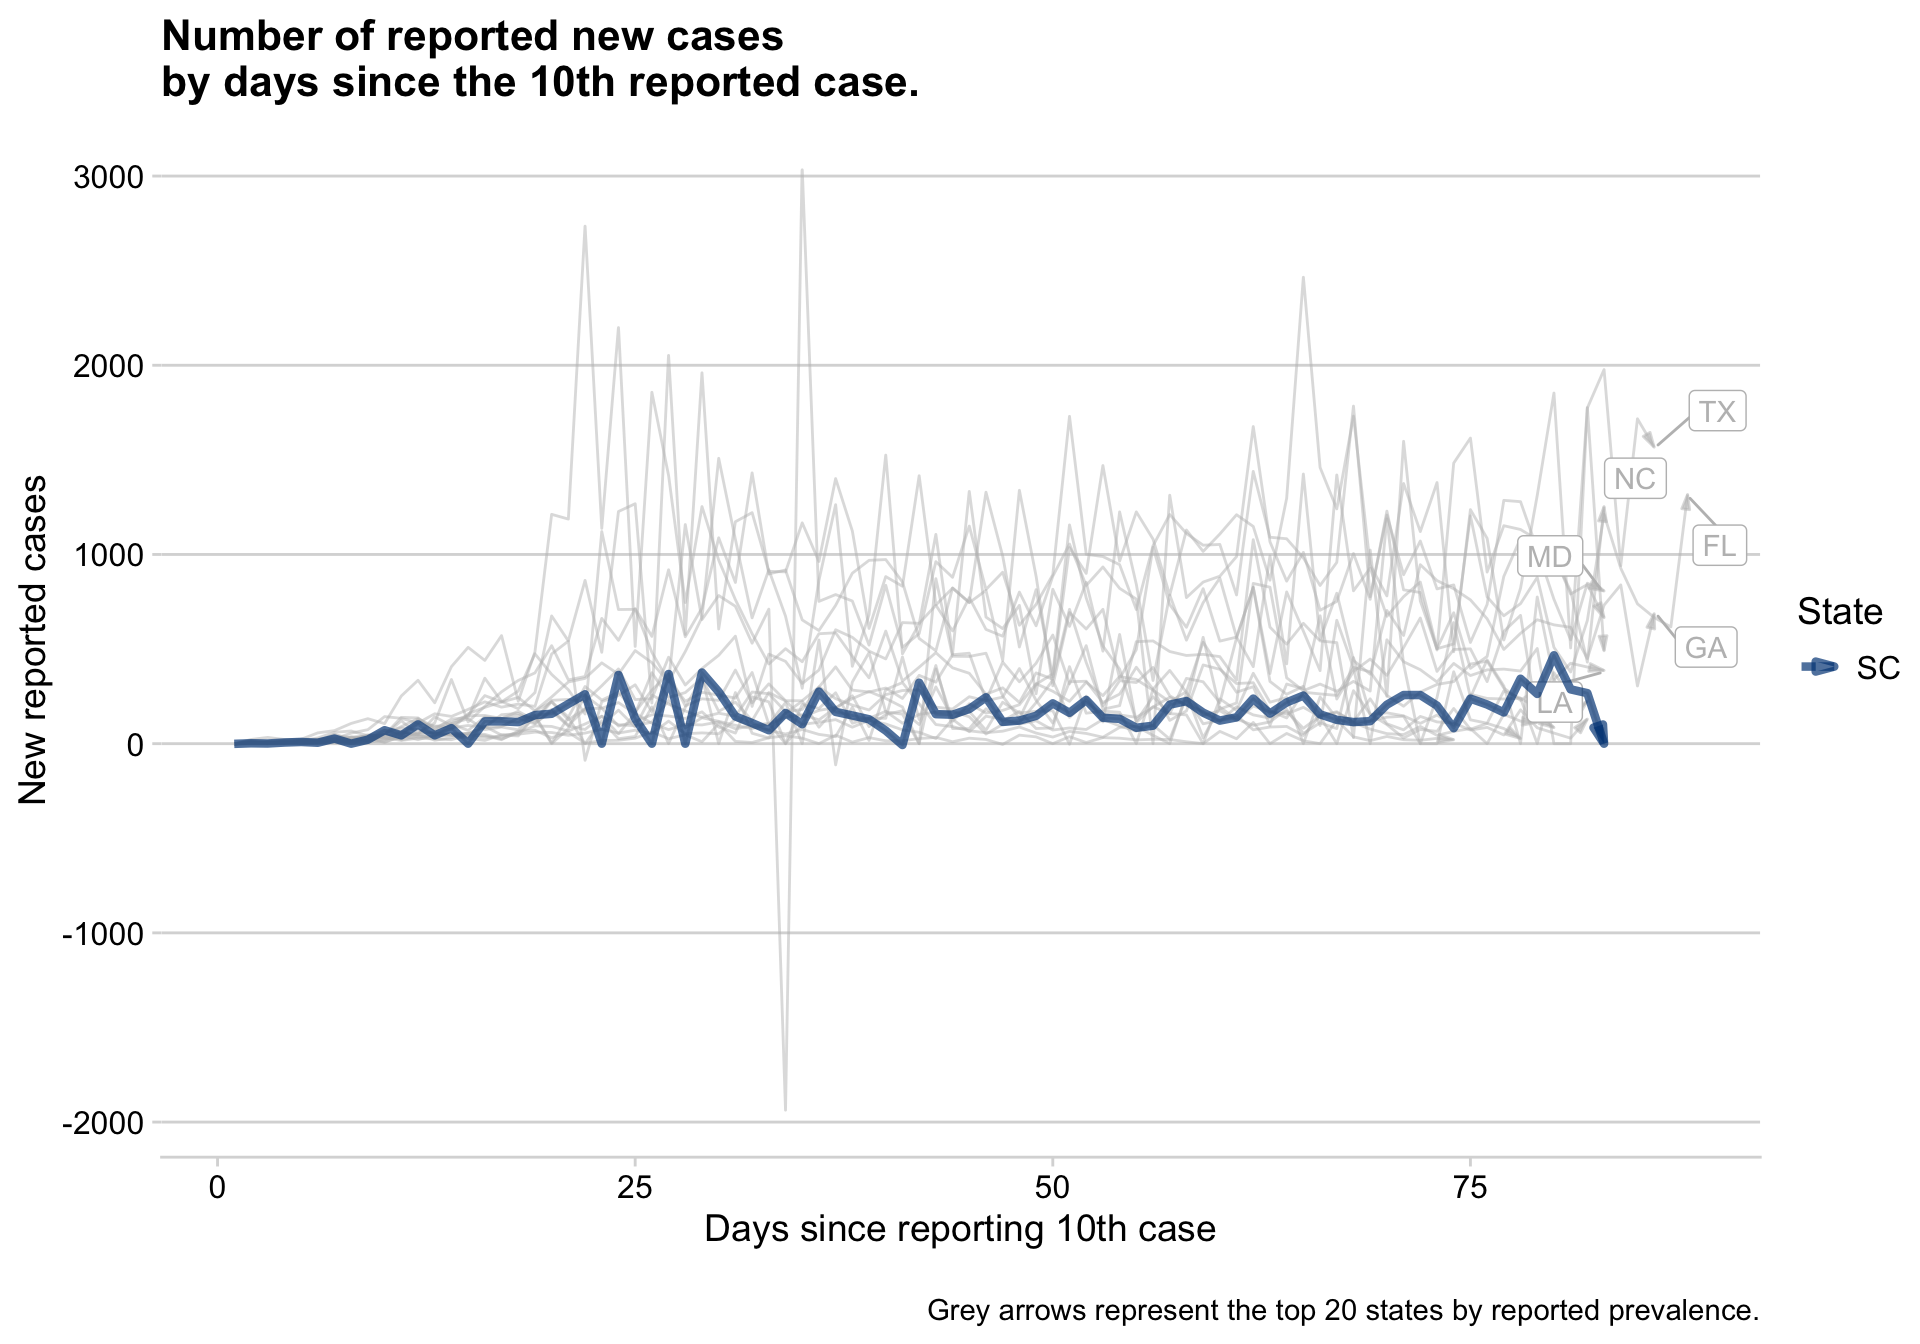 Number of reported new cases
by days since the 10th reported case.
3000
2000
1000
0
-1000
-2000
New reported cases
TX
NC
FL
MD
GA
LA
State
SC
0
25
50
75
Days since reporting 10th case
Grey arrows represent the top 20 states by reported prevalence.